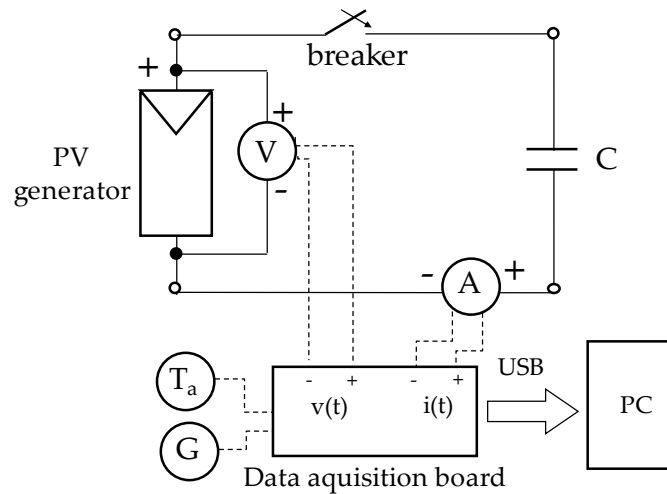 breaker
+
+
V
-
PV
generator
C
-
+
A
- + - +
v(t) i(t)
USB
PC
Ta
G
Data aquisition board